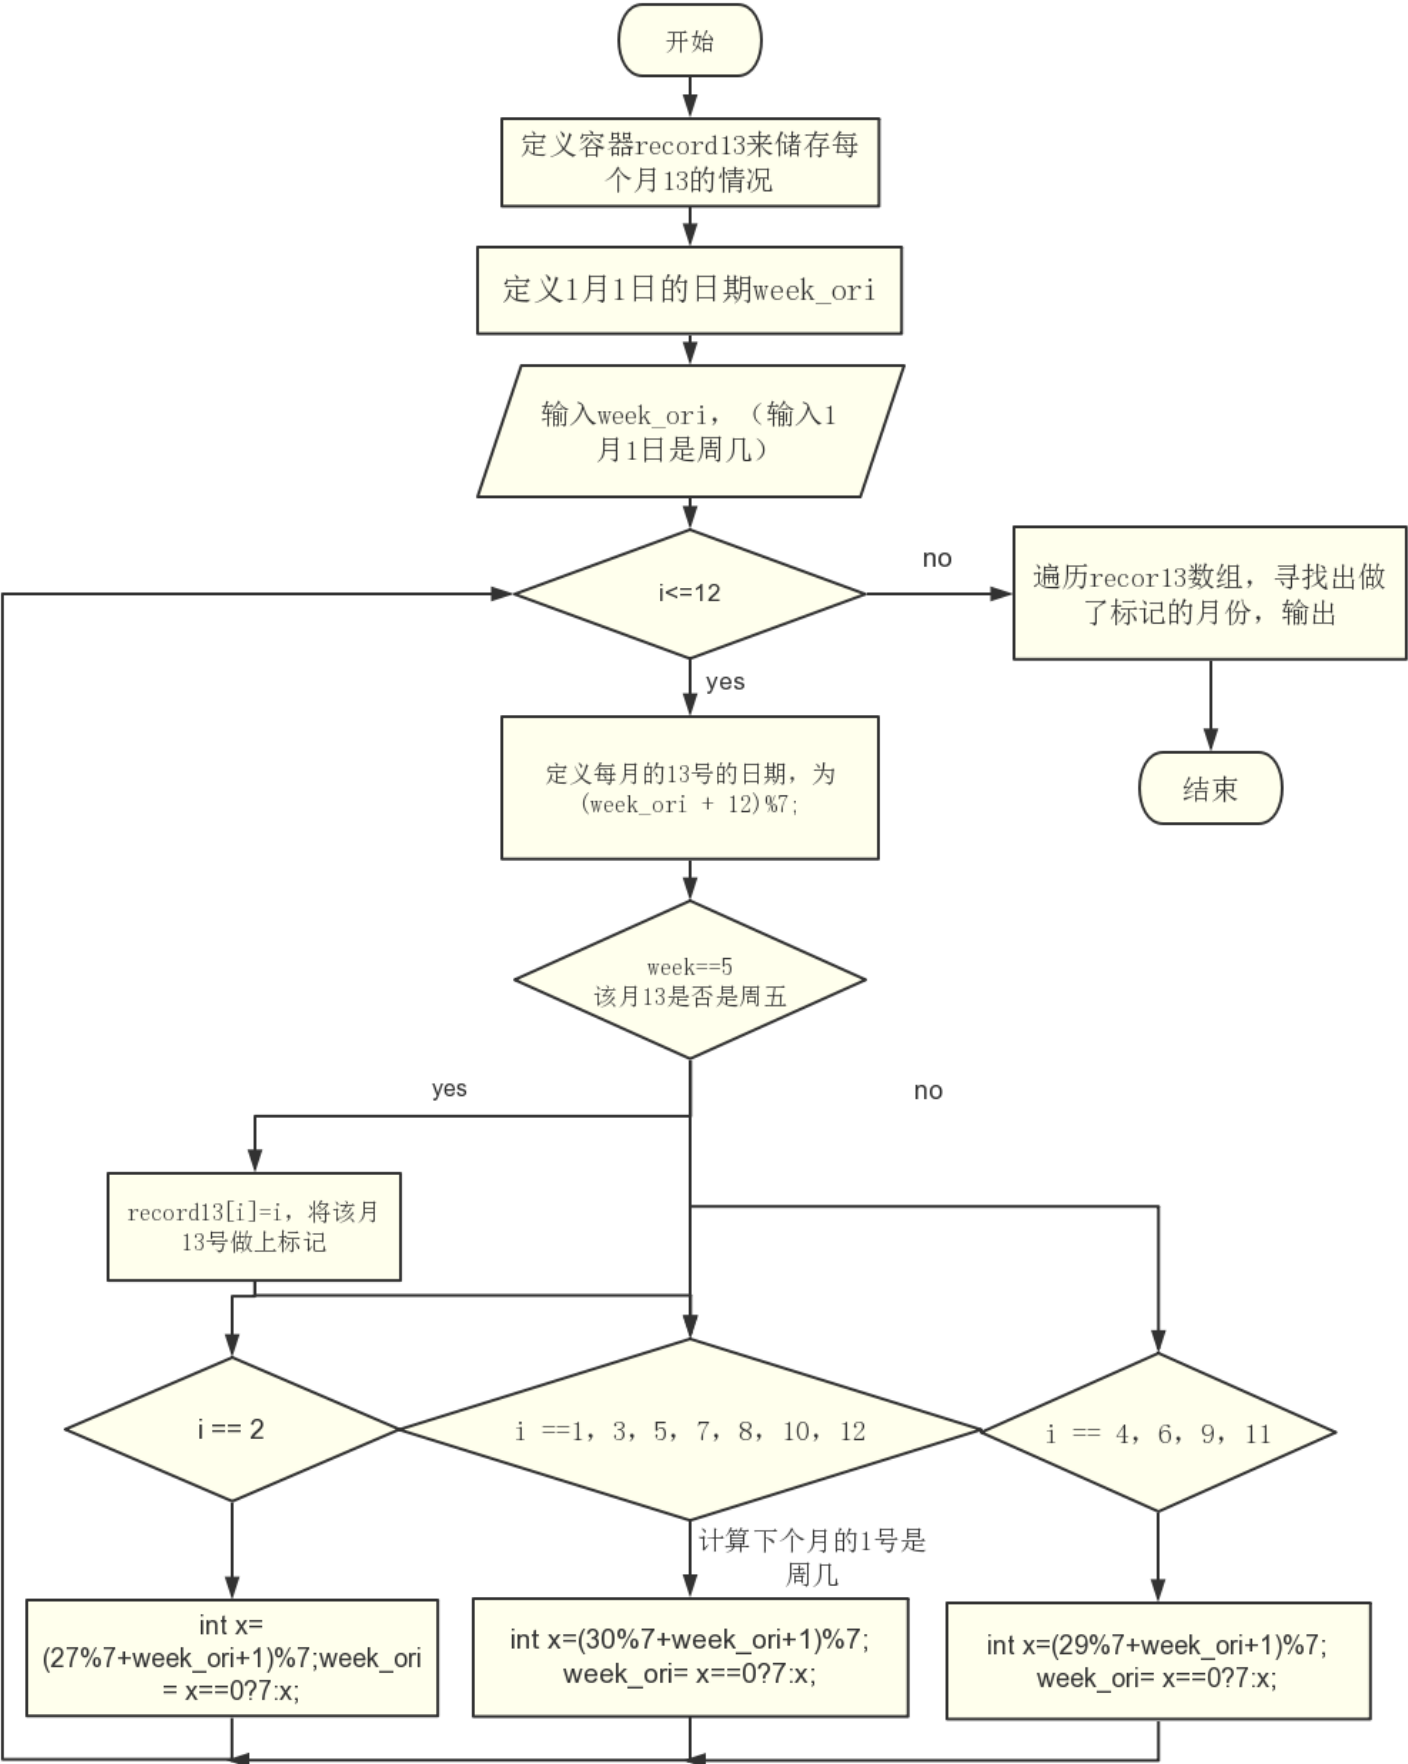 开始
定义容器record13来储存每
个月13的情况
定义1月1日的日期week_ori
输入week_ori，（输入1
月1日是周几）
i<=12
no
遍历recor13数组，寻找出做
了标记的月份，输出
yes
结束
定义每月的13号的日期，为
(week_ori + 12)%7;
week==5
该月13是否是周五
yes
no
record13[i]=i，将该月
13号做上标记
i == 2
i ==1，3，5，7，8，10，12
i == 4，6，9，11
计算下个月的1号是
周几
int x=
(27%7+week_ori+1)%7;week_ori
= x==0?7:x;
int x=(30%7+week_ori+1)%7;
week_ori= x==0?7:x;
int x=(29%7+week_ori+1)%7;
week_ori= x==0?7:x;